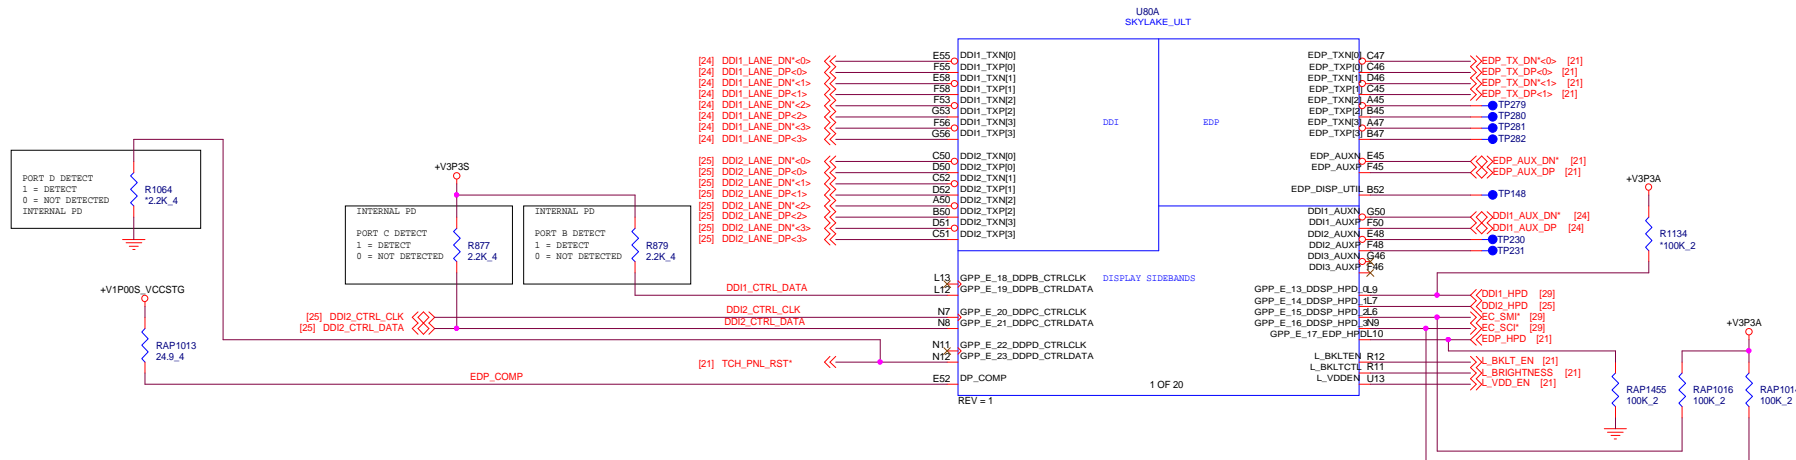 U80A
SKYLAKE_ULT
[24] DDI1_LANE_DN*<0>
[24] DDI1_LANE_DP<0>
[24] DDI1_LANE_DN*<1>
[24] DDI1_LANE_DP<1>
[24] DDI1_LANE_DN*<2>
[24] DDI1_LANE_DP<2>
[24] DDI1_LANE_DN*<3>
[24] DDI1_LANE_DP<3>
[25] DDI2_LANE_DN*<0>
[25] DDI2_LANE_DP<0>
[25] DDI2_LANE_DN*<1>
[25] DDI2_LANE_DP<1>
[25] DDI2_LANE_DN*<2>
[25] DDI2_LANE_DP<2>
[25] DDI2_LANE_DN*<3>
[25] DDI2_LANE_DP<3>
E55 DDI1_TXN[0]
F55 DDI1_TXP[0]
E58 DDI1_TXN[1]
F58 DDI1_TXP[1]
F53 DDI1_TXN[2]
G53 DDI1_TXP[2]
F56 DDI1_TXN[3]
G56 DDI1_TXP[3]
C50 DDI2_TXN[0]
D50 DDI2_TXP[0]
C52 DDI2_TXN[1]
D52 DDI2_TXP[1]
A50 DDI2_TXN[2]
B50 DDI2_TXP[2]
D51 DDI2_TXN[3]
C51 DDI2_TXP[3]
DDI
EDP
EDP_TXN[0] C47 EDP_TX_DN*<0> [21]
EDP_TXP[0] C46 EDP_TX_DP<0> [21]
EDP_TXN[1] D46 EDP_TX_DN*<1> [21]
EDP_TXP[1] C45 EDP_TX_DP<1> [21]
EDP_TXN[2] A45 TP279
EDP_TXP[2] B45 TP280
EDP_TXN[3] A47 TP281
EDP_TXP[3] B47 TP282
EDP_AUXN E45 EDP_AUX_DN* [21]
EDP_AUXP F45 EDP_AUX_DP [21]
EDP_DISP_UTIL B52 TP148
DDI1_AUXN G50 DDI1_AUX_DN* [24]
DDI1_AUXP F50 DDI1_AUX_DP [24]
DDI2_AUXN E48 TP230
DDI2_AUXP F48 TP231
DDI3_AUXN G46
DDI3_AUXP F46
PORT D DETECT
1 = DETECT
0 = NOT DETECTED
INTERNAL PD
R1064
*2.2K_4
+V3P3S
INTERNAL PD
PORT C DETECT
1 = DETECT
0 = NOT DETECTED
R877
2.2K_4
INTERNAL PD
PORT B DETECT
1 = DETECT
0 = NOT DETECTED
R879
2.2K_4
+V3P3A
R1134
*100K_2
DISPLAY SIDEBANDS
L13 GPP_E_18_DDPB_CTRLCLK
DDI1_CTRL_DATA L12 GPP_E_19_DDPB_CTRLDATA
[25] DDI2_CTRL_CLK DDI2_CTRL_CLK N7 GPP_E_20_DDPC_CTRLCLK
[25] DDI2_CTRL_DATA DDI2_CTRL_DATA N8 GPP_E_21_DDPC_CTRLDATA
N11 GPP_E_22_DDPD_CTRLCLK
[21] TCH_PNL_RST* N12 GPP_E_23_DDPD_CTRLDATA
EDP_COMP E52 DP_COMP
GPP_E_13_DDSP_HPD_0 L9 DDI1_HPD [29]
GPP_E_14_DDSP_HPD_1 L7 DDI2_HPD [25]
GPP_E_15_DDSP_HPD_2 L6 EC_SMI* [29]
GPP_E_16_DDSP_HPD_3 N9 EC_SCI* [29]
GPP_E_17_EDP_HPD L10 EDP_HPD [21]
L_BKLTEN R12 L_BKLT_EN [21]
L_BKLTCTL R11 L_BRIGHTNESS [21]
L_VDDEN U13 L_VDD_EN [21]
1 OF 20
REV = 1
+V1P00S_VCCSTG
RAP1013
24.9_4
+V3P3A
RAP1455
100K_2
RAP1016
100K_2
100K_2